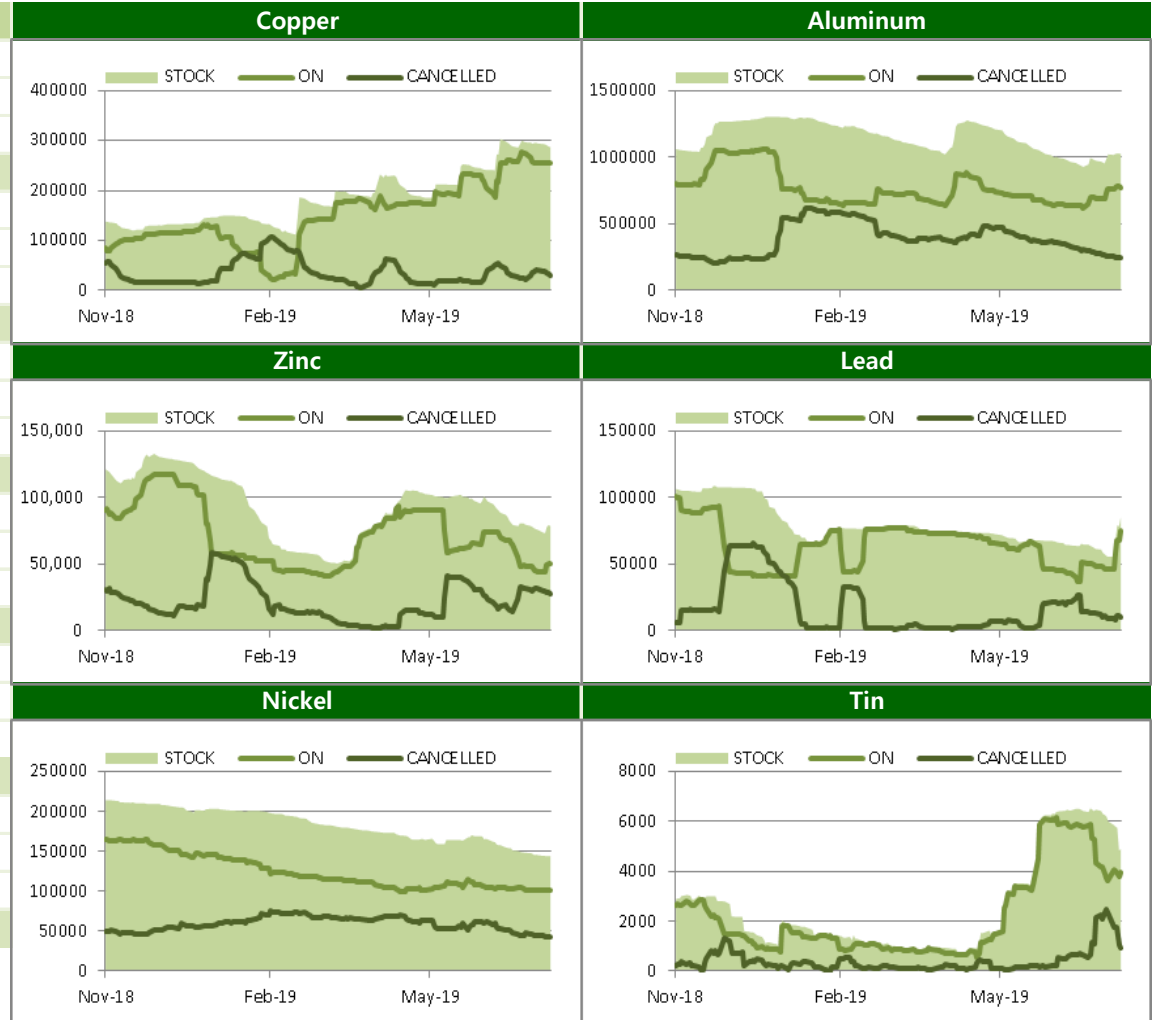 Copper
Aluminum
STOCK ON CANCELLED
400000
300000
200000
100000
0
Nov-18 Feb-19 May-19
STOCK ON CANCELLED
1500000
1000000
500000
0
Nov-18 Feb-19 May-19
Zinc
Lead
STOCK ON CANCELLED
150,000
100,000
50,000
0
Nov-18 Feb-19 May-19
STOCK ON CANCELLED
150000
100000
50000
0
Nov-18 Feb-19 May-19
Nickel
Tin
STOCK ON CANCELLED
250000
200000
150000
100000
50000
0
Nov-18 Feb-19 May-19
STOCK ON CANCELLED
8000
6000
4000
2000
0
Nov-18 Feb-19 May-19